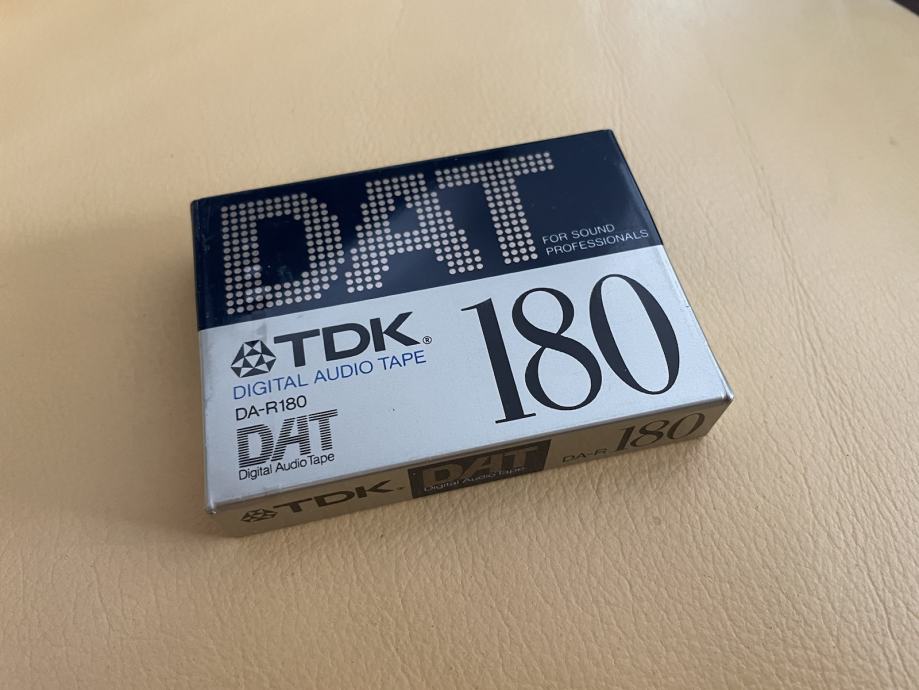 DAT
FOR SOUND
PROFESSIONALS
TDK®
180
DIGITAL AUDIO TAPE
DA-R180
DAT
Digital Audio Tape
TDK
DAT
Digital Audio Tape
DA-R 180